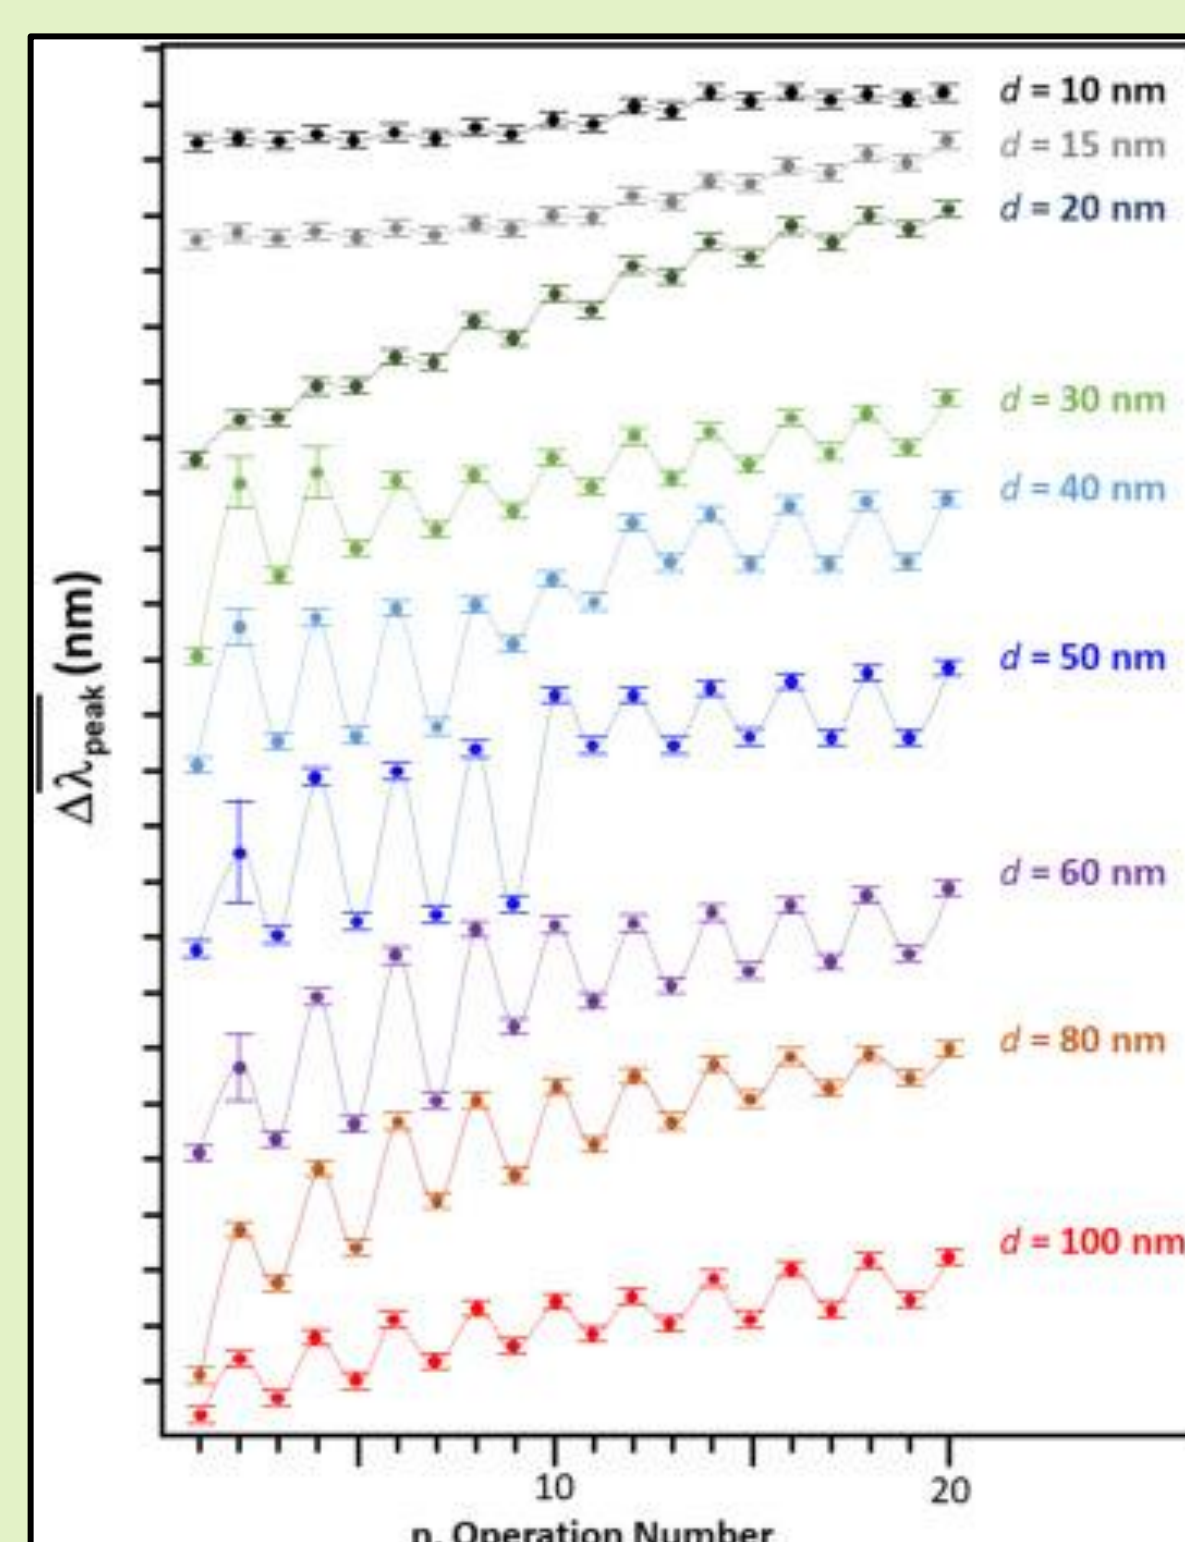 d = 10 nm
d = 15 nm
d = 20 nm
d = 30 nm
d = 40 nm
d = 50 nm
d = 60 nm
d = 80 nm
d = 100 nm
Δλpeak (nm)
10 20
n, Operation Number